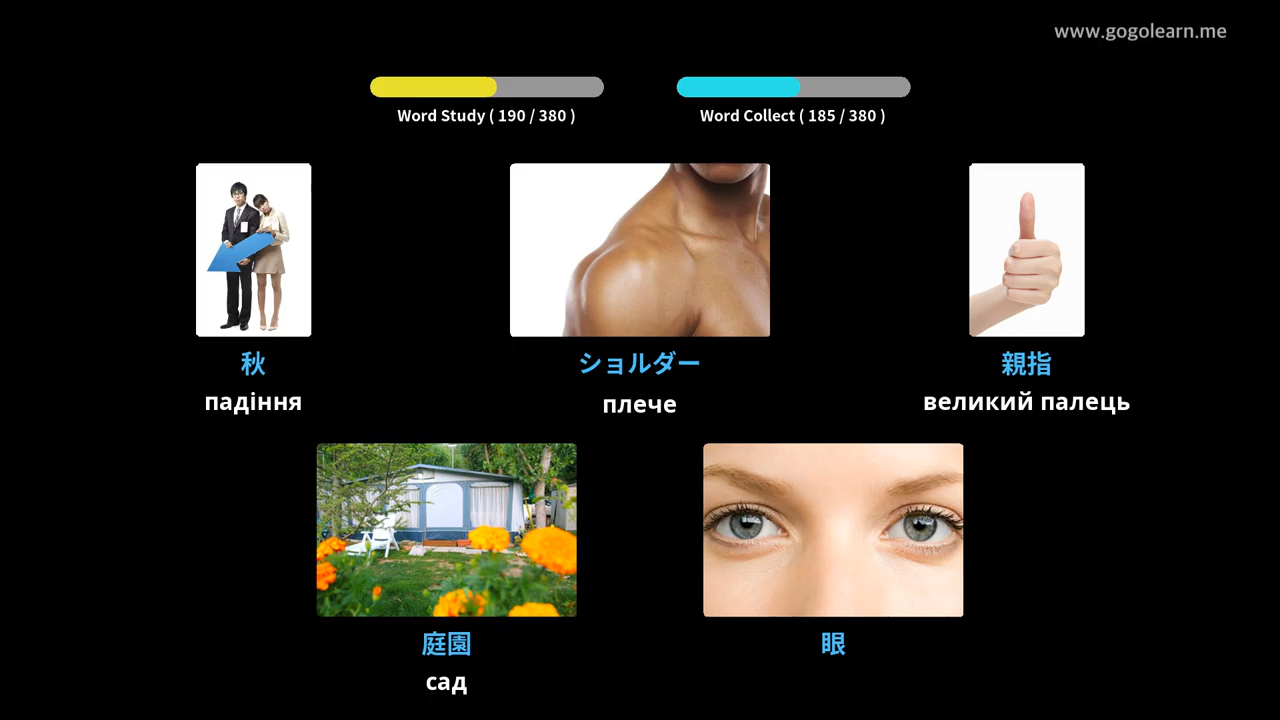 www.gogolearn.me
Word Study ( 190 / 380 )
Word Collect ( 185 / 380 )
秋
падіння
ショルダー
плече
親指
великий палець
庭園
сад
眼